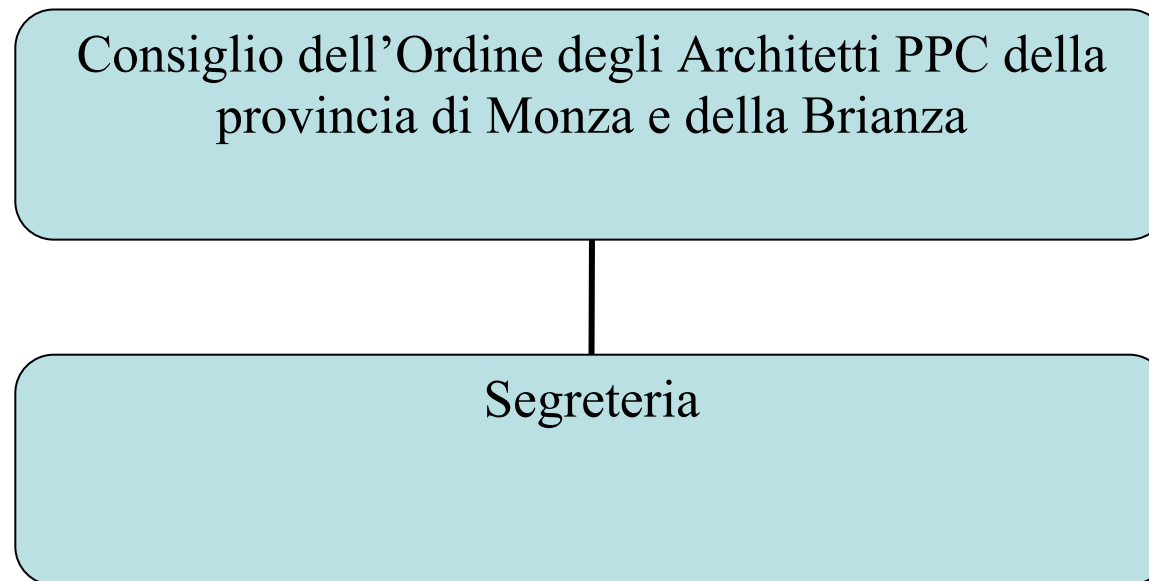 Consiglio dell’Ordine degli Architetti PPC della
provincia di Monza e della Brianza
Segreteria